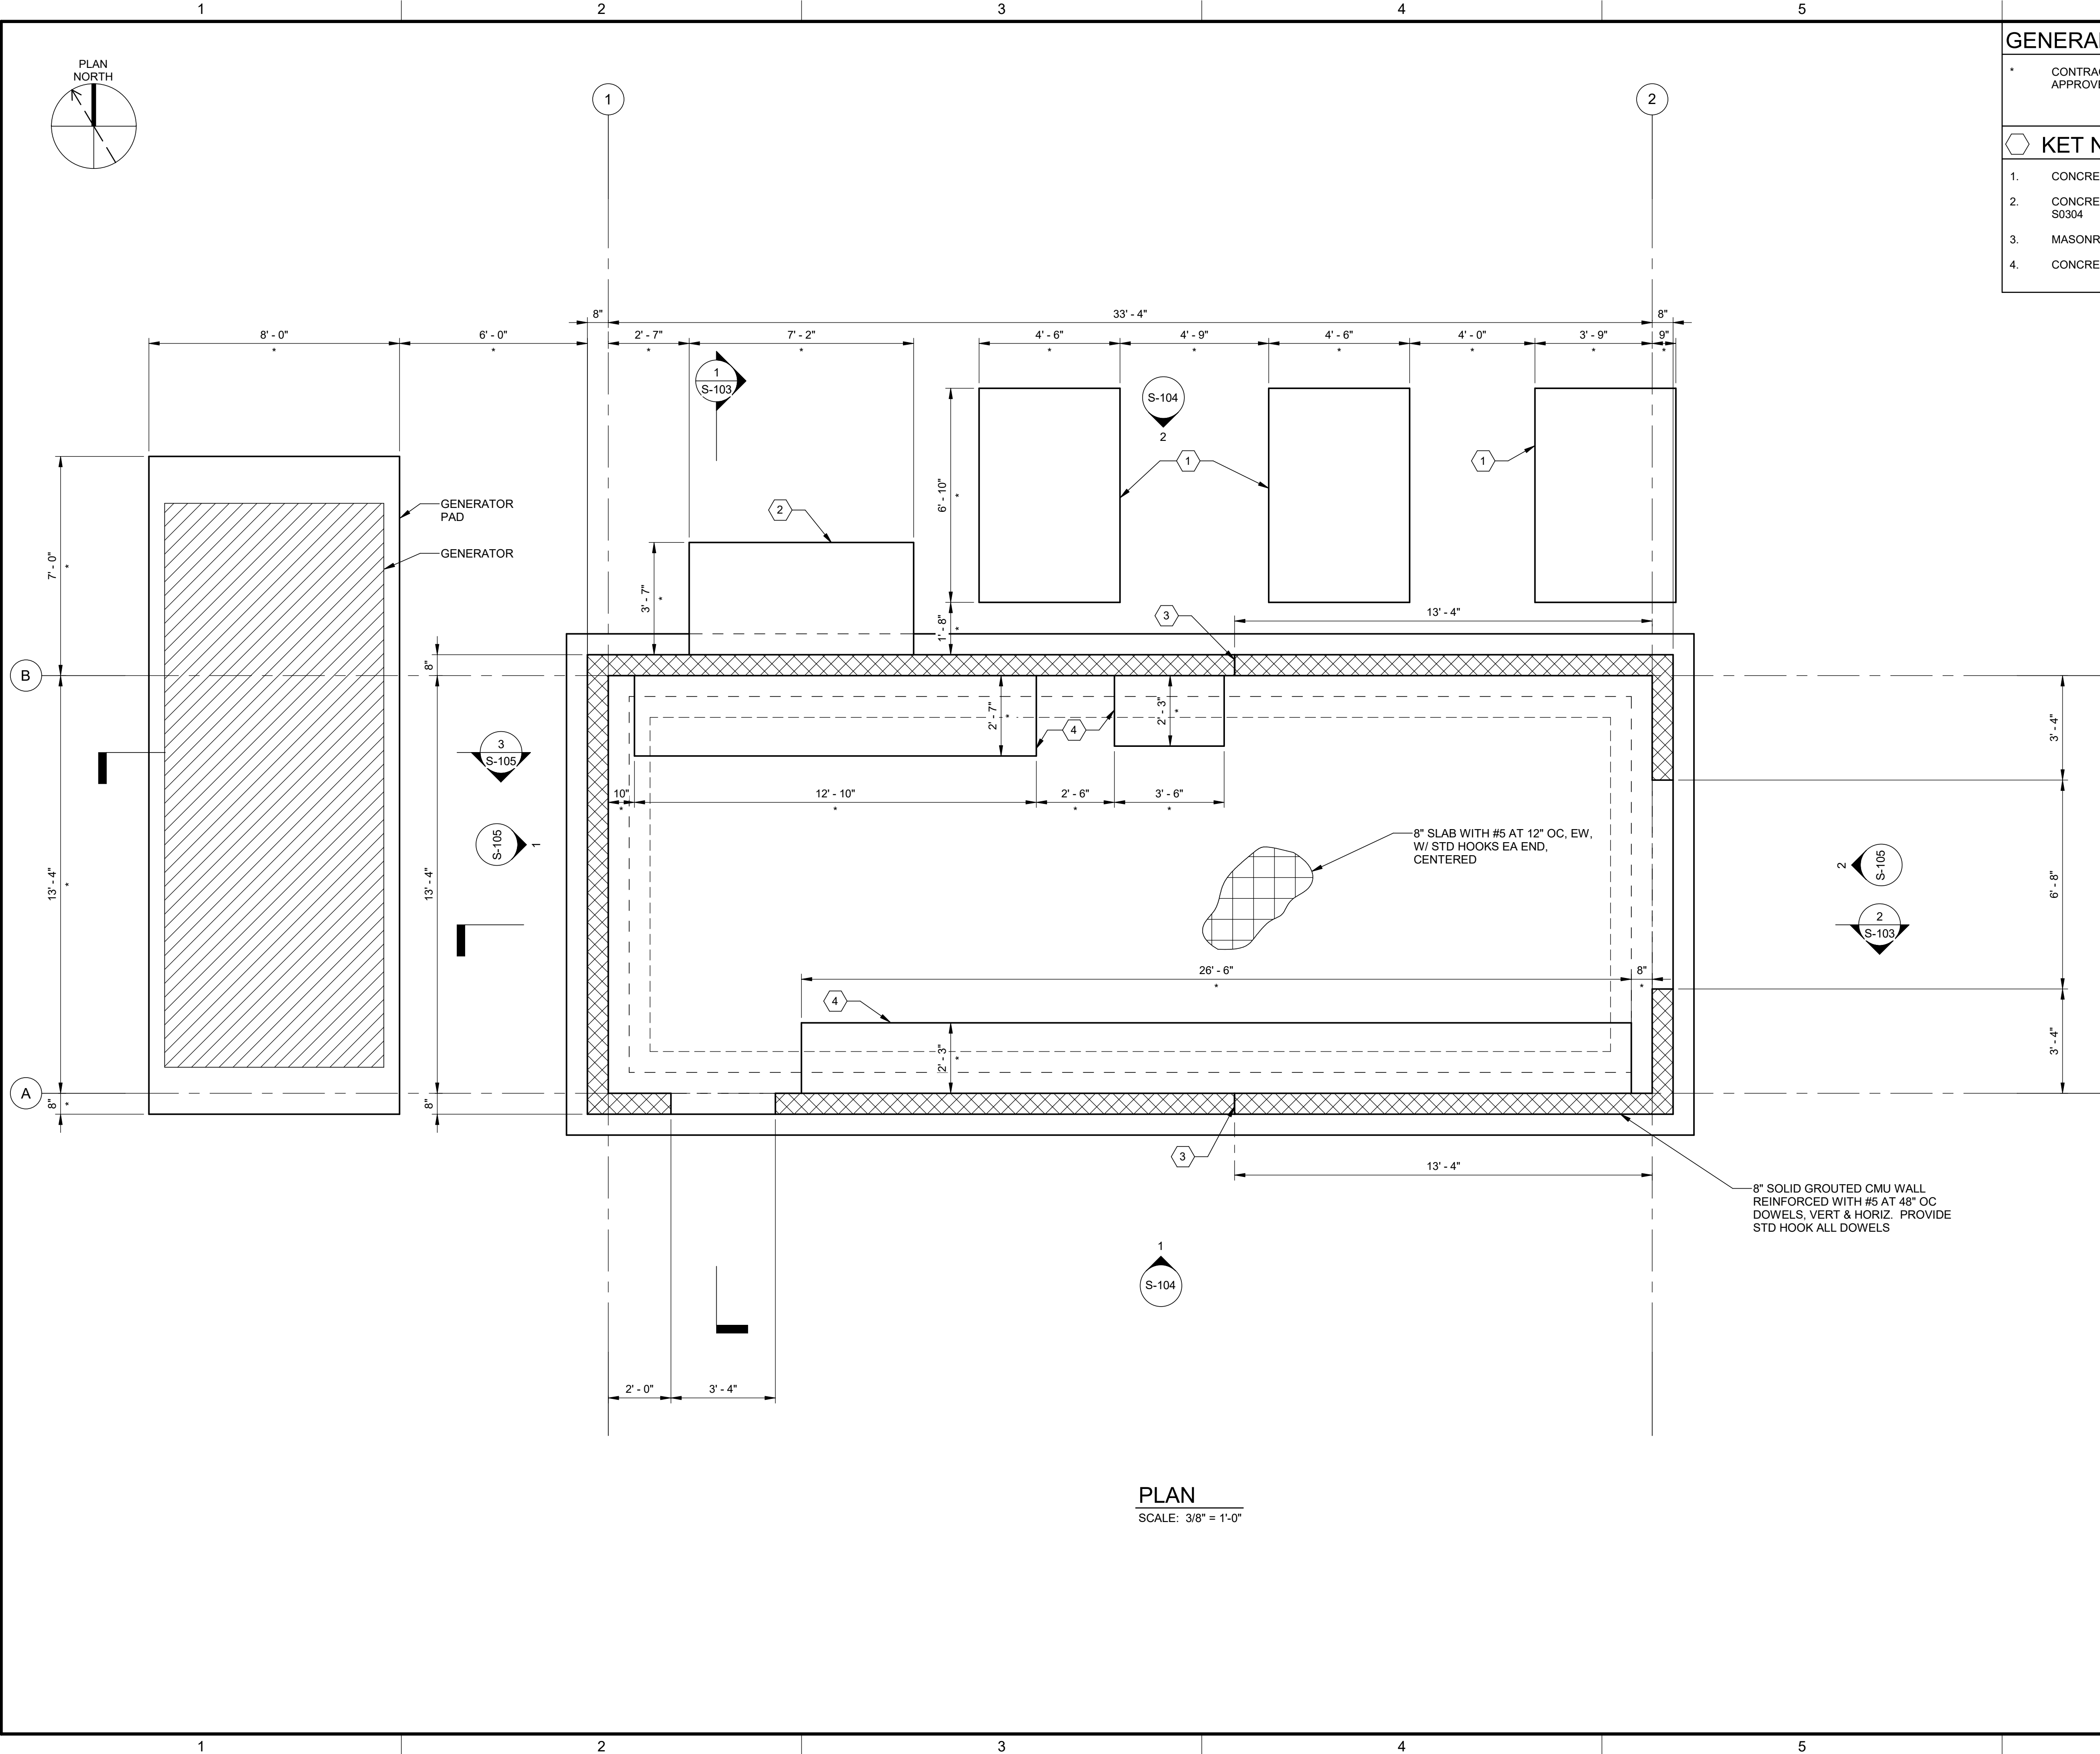 1
2
3
4
5
PLAN
NORTH
1
2
GENERAL
*
CONTRAC
APPROVE
KET N
1.
CONCRE
2.
CONCRE
S0304
3.
MASONR
4.
CONCRE
8"
33' - 4"
8"
8' - 0"
*
6' - 0"
*
2' - 7"
*
7' - 2"
*
4' - 6"
*
4' - 9"
*
4' - 6"
*
4' - 0"
*
3' - 9"
*
9"
*
1
S-103
S-104
2
1
1
6' - 10"
*
GENERATOR
PAD
2
GENERATOR
7' - 0"
*
3' - 7"
*
1' - 8"
*
3
13' - 4"
B
8"
2' - 7"
*
4
2' - 3"
*
3' - 4"
3
S-105
10"
*
12' - 10"
*
2' - 6"
*
3' - 6"
*
8" SLAB WITH #5 AT 12" OC, EW,
W/ STD HOOKS EA END,
CENTERED
S-105
1
2
S-105
13' - 4"
*
13' - 4"
6' - 8"
2
S-103
26' - 6"
*
8"
*
4
2' - 3"
*
3' - 4"
A
8"
*
8"
3
13' - 4"
8" SOLID GROUTED CMU WALL
REINFORCED WITH #5 AT 48" OC
DOWELS, VERT & HORIZ. PROVIDE
STD HOOK ALL DOWELS
1
S-104
2' - 0"
3' - 4"
PLAN
SCALE: 3/8" = 1'-0"
1
2
3
4
5